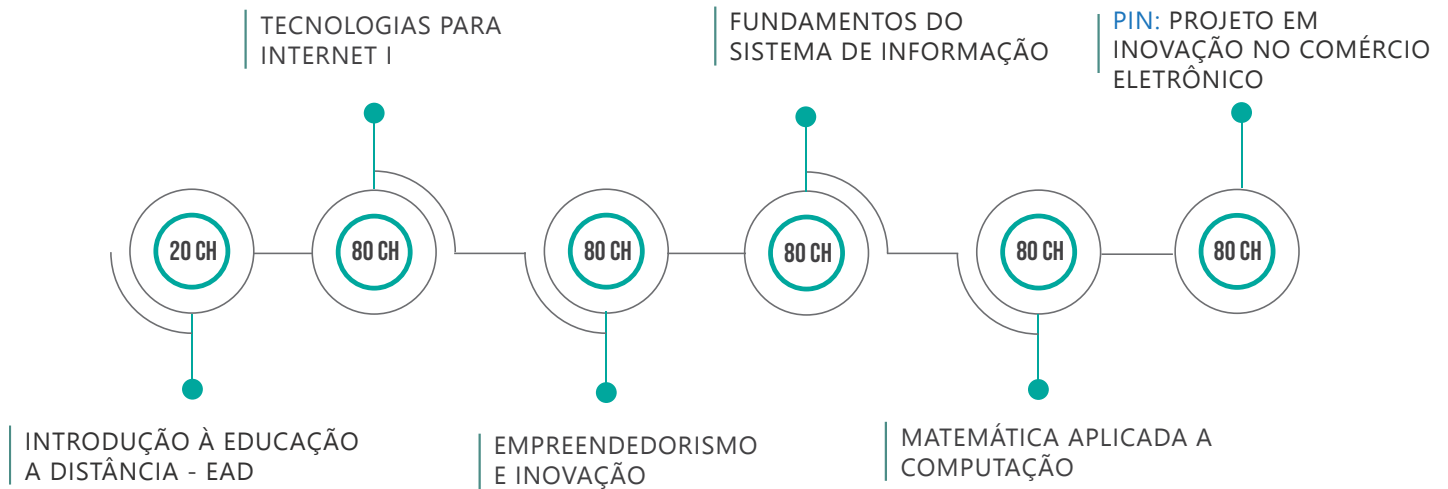 TECNOLOGIAS PARA
INTERNET I
FUNDAMENTOS DO
SISTEMA DE INFORMAÇÃO
PIN: PROJETO EM
INOVAÇÃO NO COMÉRCIO
ELETRÔNICO
20 CH
80 CH
80 CH
80 CH
80 CH
80 CH
INTRODUÇÃO À EDUCAÇÃO
A DISTÂNCIA - EAD
EMPREENDEDORISMO
E INOVAÇÃO
MATEMÁTICA APLICADA A
COMPUTAÇÃO